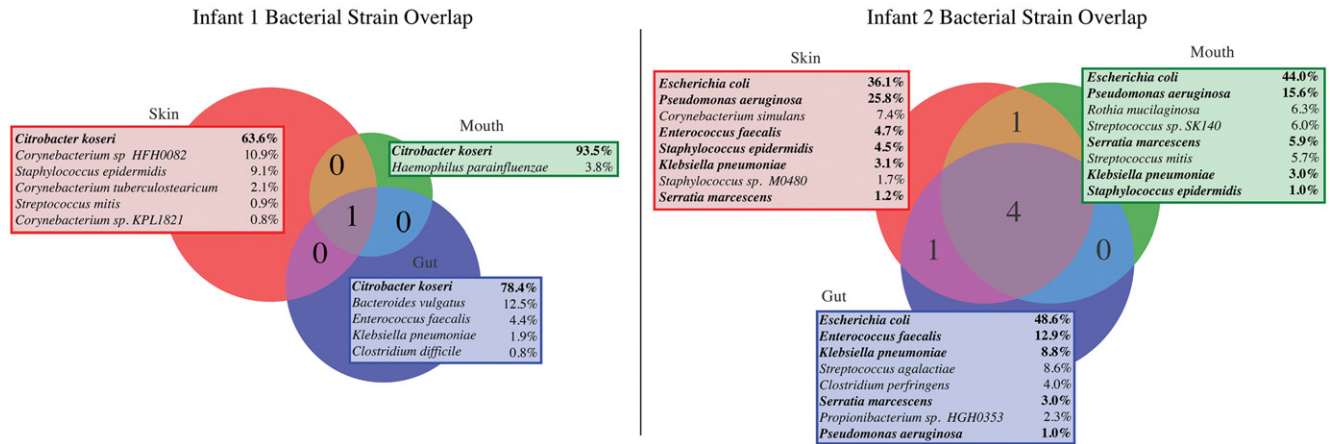 Infant 1 Bacterial Strain Overlap
Skin
Citrobacter koseri 63.6%
Corynebacterium sp HFH0082 10.9%
Staphylococcus epidermidis 9.1%
Corynebacterium tuberculostearicum 2.1%
Streptococcus mitis 0.9%
Corynebacterium sp. KPL1821 0.8%
Mouth
Citrobacter koseri 93.5%
Haemophilus parainfluenzae 3.8%
0
1
0
0
Gut
Citrobacter koseri 78.4%
Bacteroides vulgatus 12.5%
Enterococcus faecalis 4.4%
Klebsiella pneumoniae 1.9%
Clostridium difficile 0.8%
Infant 2 Bacterial Strain Overlap
Skin
Escherichia coli 36.1%
Pseudomonas aeruginosa 25.8%
Corynebacterium simulans 7.4%
Enterococcus faecalis 4.7%
Staphylococcus epidermidis 4.5%
Klebsiella pneumoniae 3.1%
Staphylococcus sp. M0480 1.7%
Serratia marcescens 1.2%
Mouth
Escherichia coli 44.0%
Pseudomonas aeruginosa 15.6%
Rothia mucilaginosa 6.3%
Streptococcus sp. SK140 6.0%
Serratia marcescens 5.9%
Streptococcus mitis 5.7%
Klebsiella pneumoniae 3.0%
Staphylococcus epidermidis 1.0%
1
4
1
0
Gut
Escherichia coli 48.6%
Enterococcus faecalis 12.9%
Klebsiella pneumoniae 8.8%
Streptococcus agalactiae 8.6%
Clostridium perfringens 4.0%
Serratia marcescens 3.0%
Propionibacterium sp. HGH0353 2.3%
Pseudomonas aeruginosa 1.0%